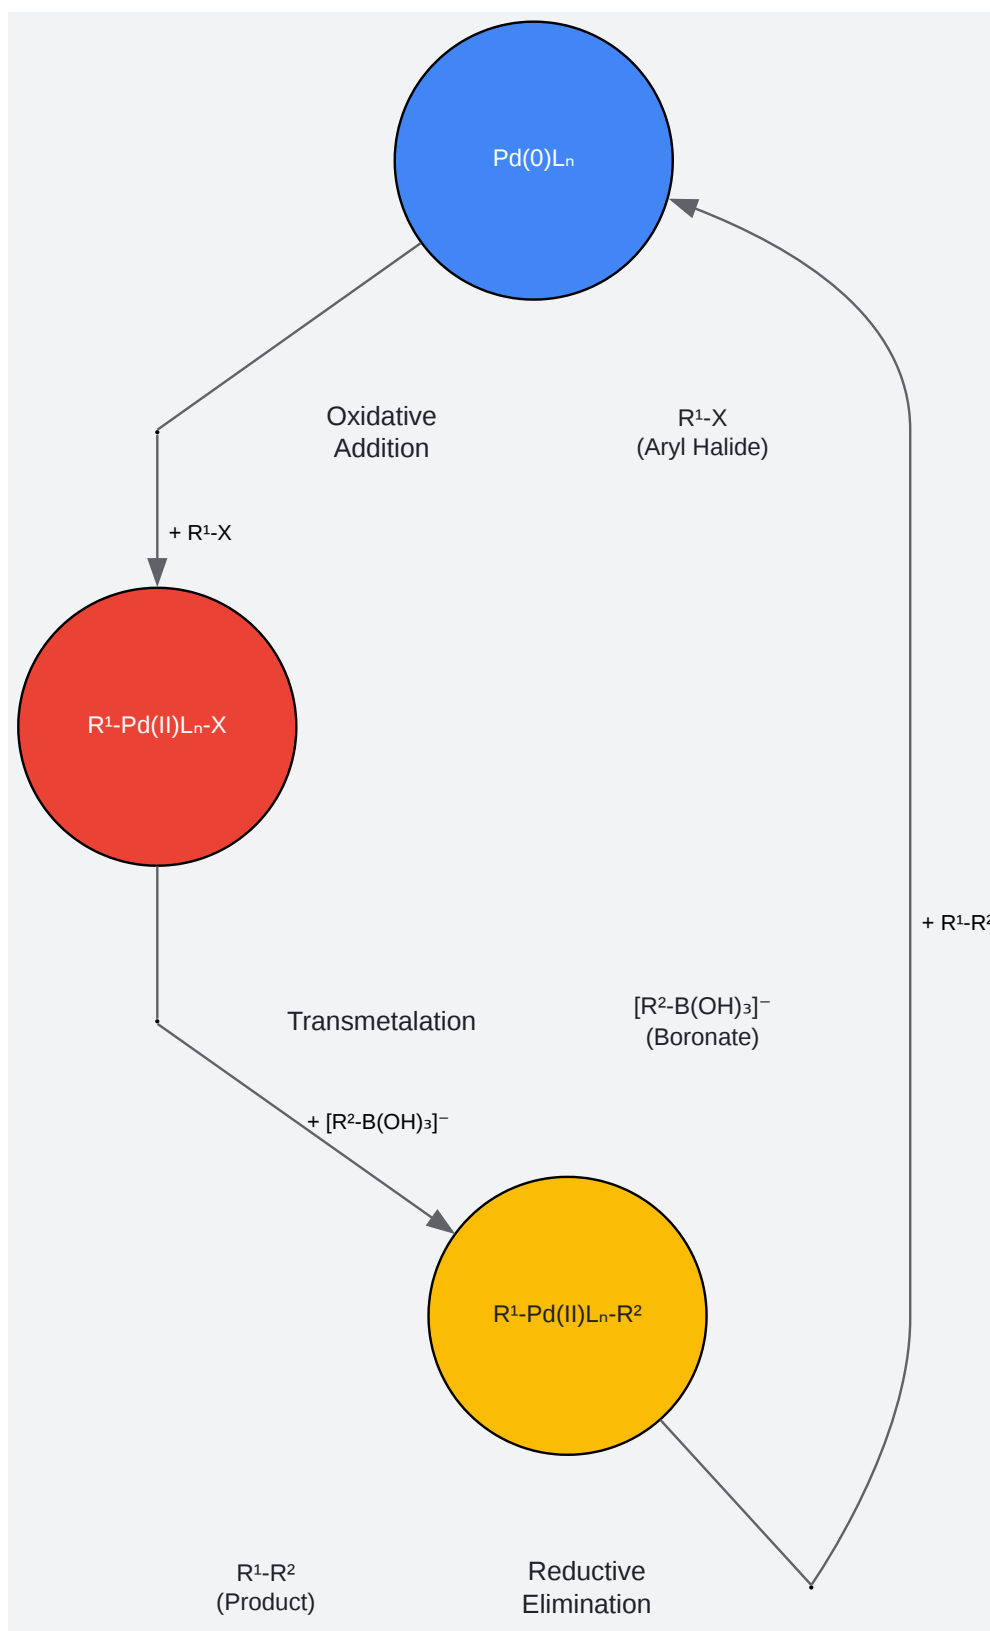 Pd(0)Lₙ
Oxidative
Addition
R¹-X
(Aryl Halide)
+ R¹-X
R¹-Pd(II)Lₙ-X
+ R¹-R²
Transmetalation
[R²-B(OH)₃]⁻
(Boronate)
+ [R²-B(OH)₃]⁻
R¹-Pd(II)Lₙ-R²
R¹-R²
(Product)
Reductive
Elimination